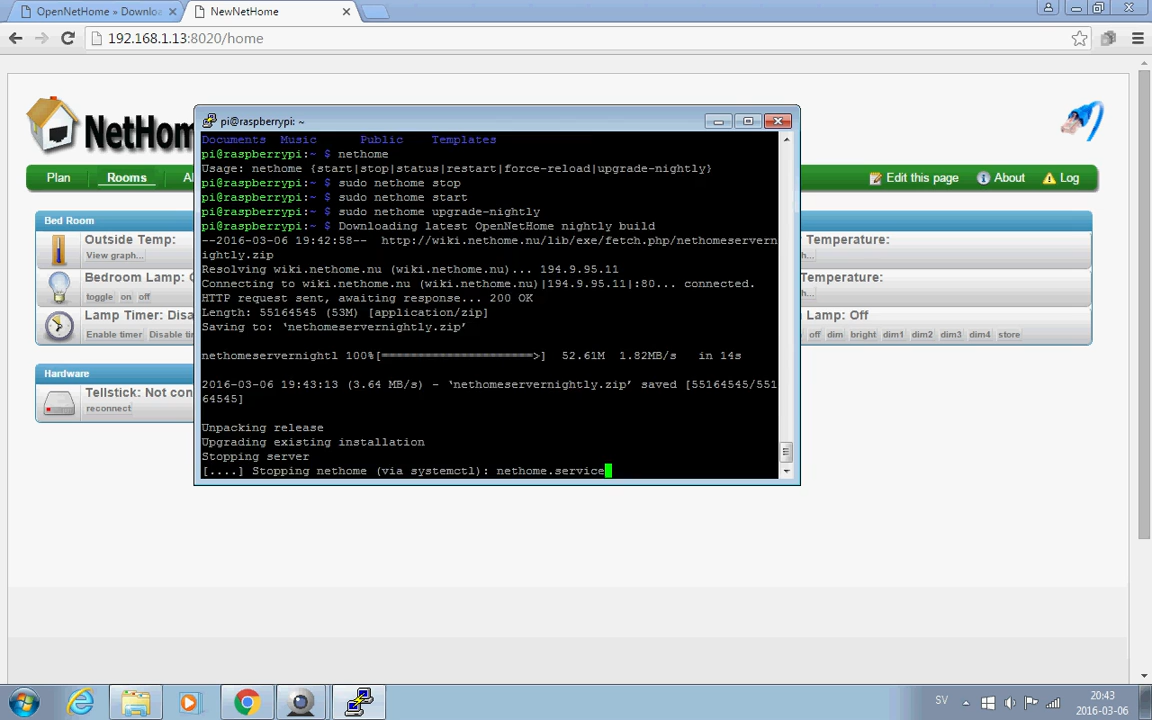 OpenNetHome » Downloa
NewNetHome
192.168.1.13:8020/home
NetHom
Plan
Rooms
Al
Edit this page
About
Log
Bed Room
Outside Temp:
View graph...
Bedroom Lamp: O
toggle on off
Lamp Timer: Disa
Enable timer Disable tin
Hardware
Tellstick: Not con
reconnect
Temperature:
h...
Temperature:
h...
Lamp: Off
off dim bright dim1 dim2 dim3 dim4 store
pi@raspberrypi: ~
Documents Music Public Templates
pi@raspberrypi:~ $ nethome
Usage: nethome {start|stop|status|restart|force-reload|upgrade-nightly}
pi@raspberrypi:~ $ sudo nethome stop
pi@raspberrypi:~ $ sudo nethome start
pi@raspberrypi:~ $ sudo nethome upgrade-nightly
pi@raspberrypi:~ $ Downloading latest OpenNetHome nightly build
--2016-03-06 19:42:58-- http://wiki.nethome.nu/lib/exe/fetch.php/nethomeservern
ightly.zip
Resolving wiki.nethome.nu (wiki.nethome.nu)... 194.9.95.11
Connecting to wiki.nethome.nu (wiki.nethome.nu)|194.9.95.11|:80... connected.
HTTP request sent, awaiting response... 200 OK
Length: 55164545 (53M) [application/zip]
Saving to: ‘nethomeservernightly.zip’
nethomeservernightl 100%[=====================>] 52.61M 1.82MB/s in 14s
2016-03-06 19:43:13 (3.64 MB/s) - ‘nethomeservernightly.zip’ saved [55164545/551
64545]
Unpacking release
Upgrading existing installation
Stopping server
[....] Stopping nethome (via systemctl): nethome.service
SV
20:43
2016-03-06